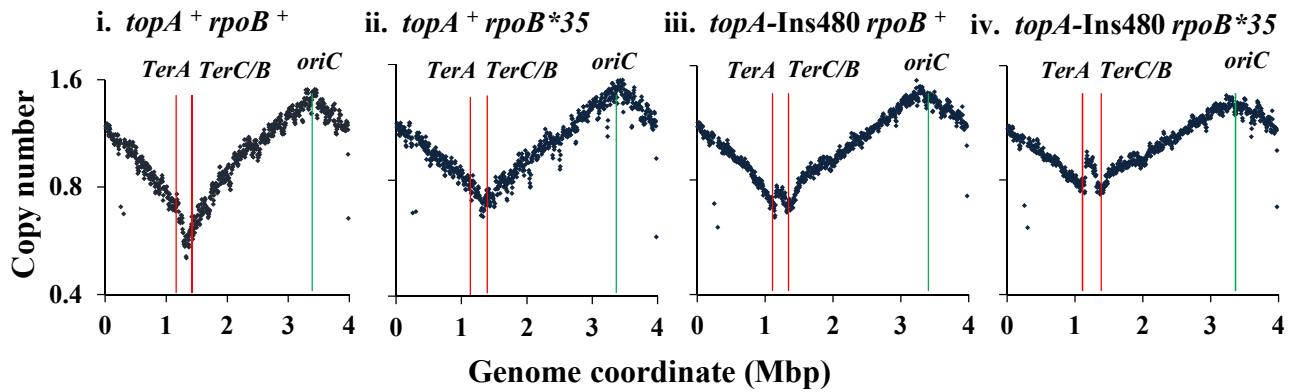 i. topA + rpoB + ii. topA + rpoB*35 iii. topA-Ins480 rpoB + iv. topA-Ins480 rpoB*35
TerA TerC/B oriC TerA TerC/B oriC TerA TerC/B oriC TerA TerC/B oriC
1.6
0.8
0.4
Copy number
0 1 2 3 4 0 1 2 3 4 0 1 2 3 4 0 1 2 3 4
Genome coordinate (Mbp)